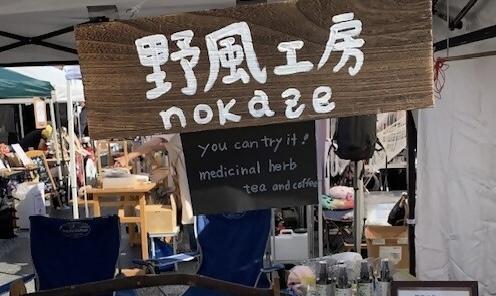 野風工房
nokaze
you can try it!
medicinal herb
tea and coffee